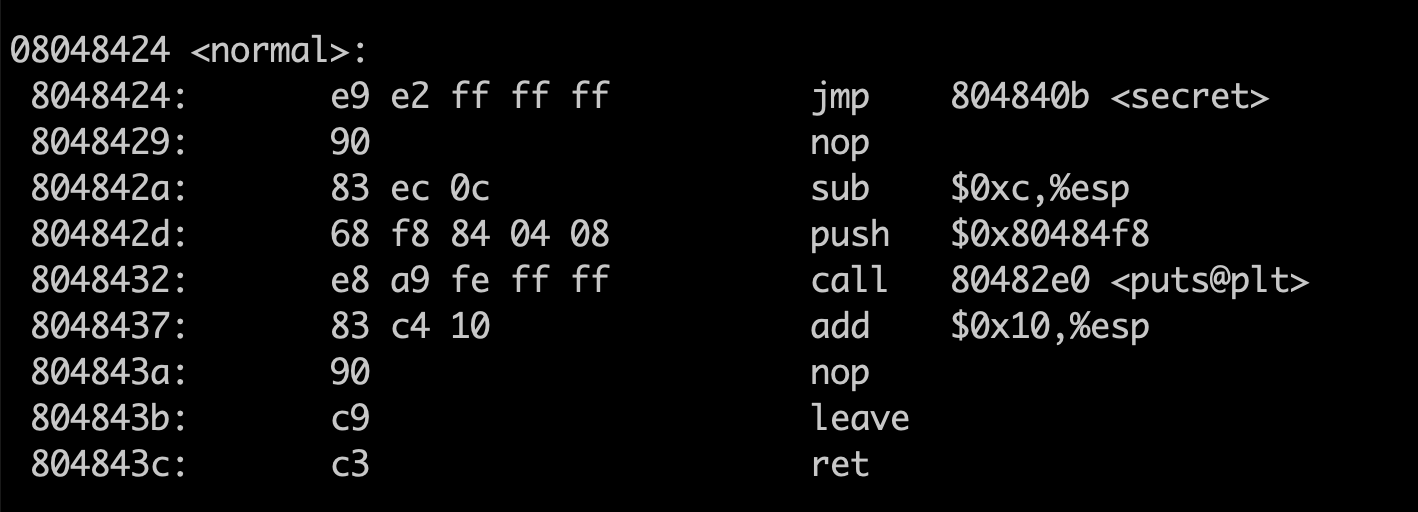 08048424 <normal>:
 8048424:       e9 e2 ff ff ff          jmp    804840b <secret>
 8048429:       90                      nop
 804842a:       83 ec 0c                sub    $0xc,%esp
 804842d:       68 f8 84 04 08          push   $0x80484f8
 8048432:       e8 a9 fe ff ff          call   80482e0 <puts@plt>
 8048437:       83 c4 10                add    $0x10,%esp
 804843a:       90                      nop
 804843b:       c9                      leave
 804843c:       c3                      ret